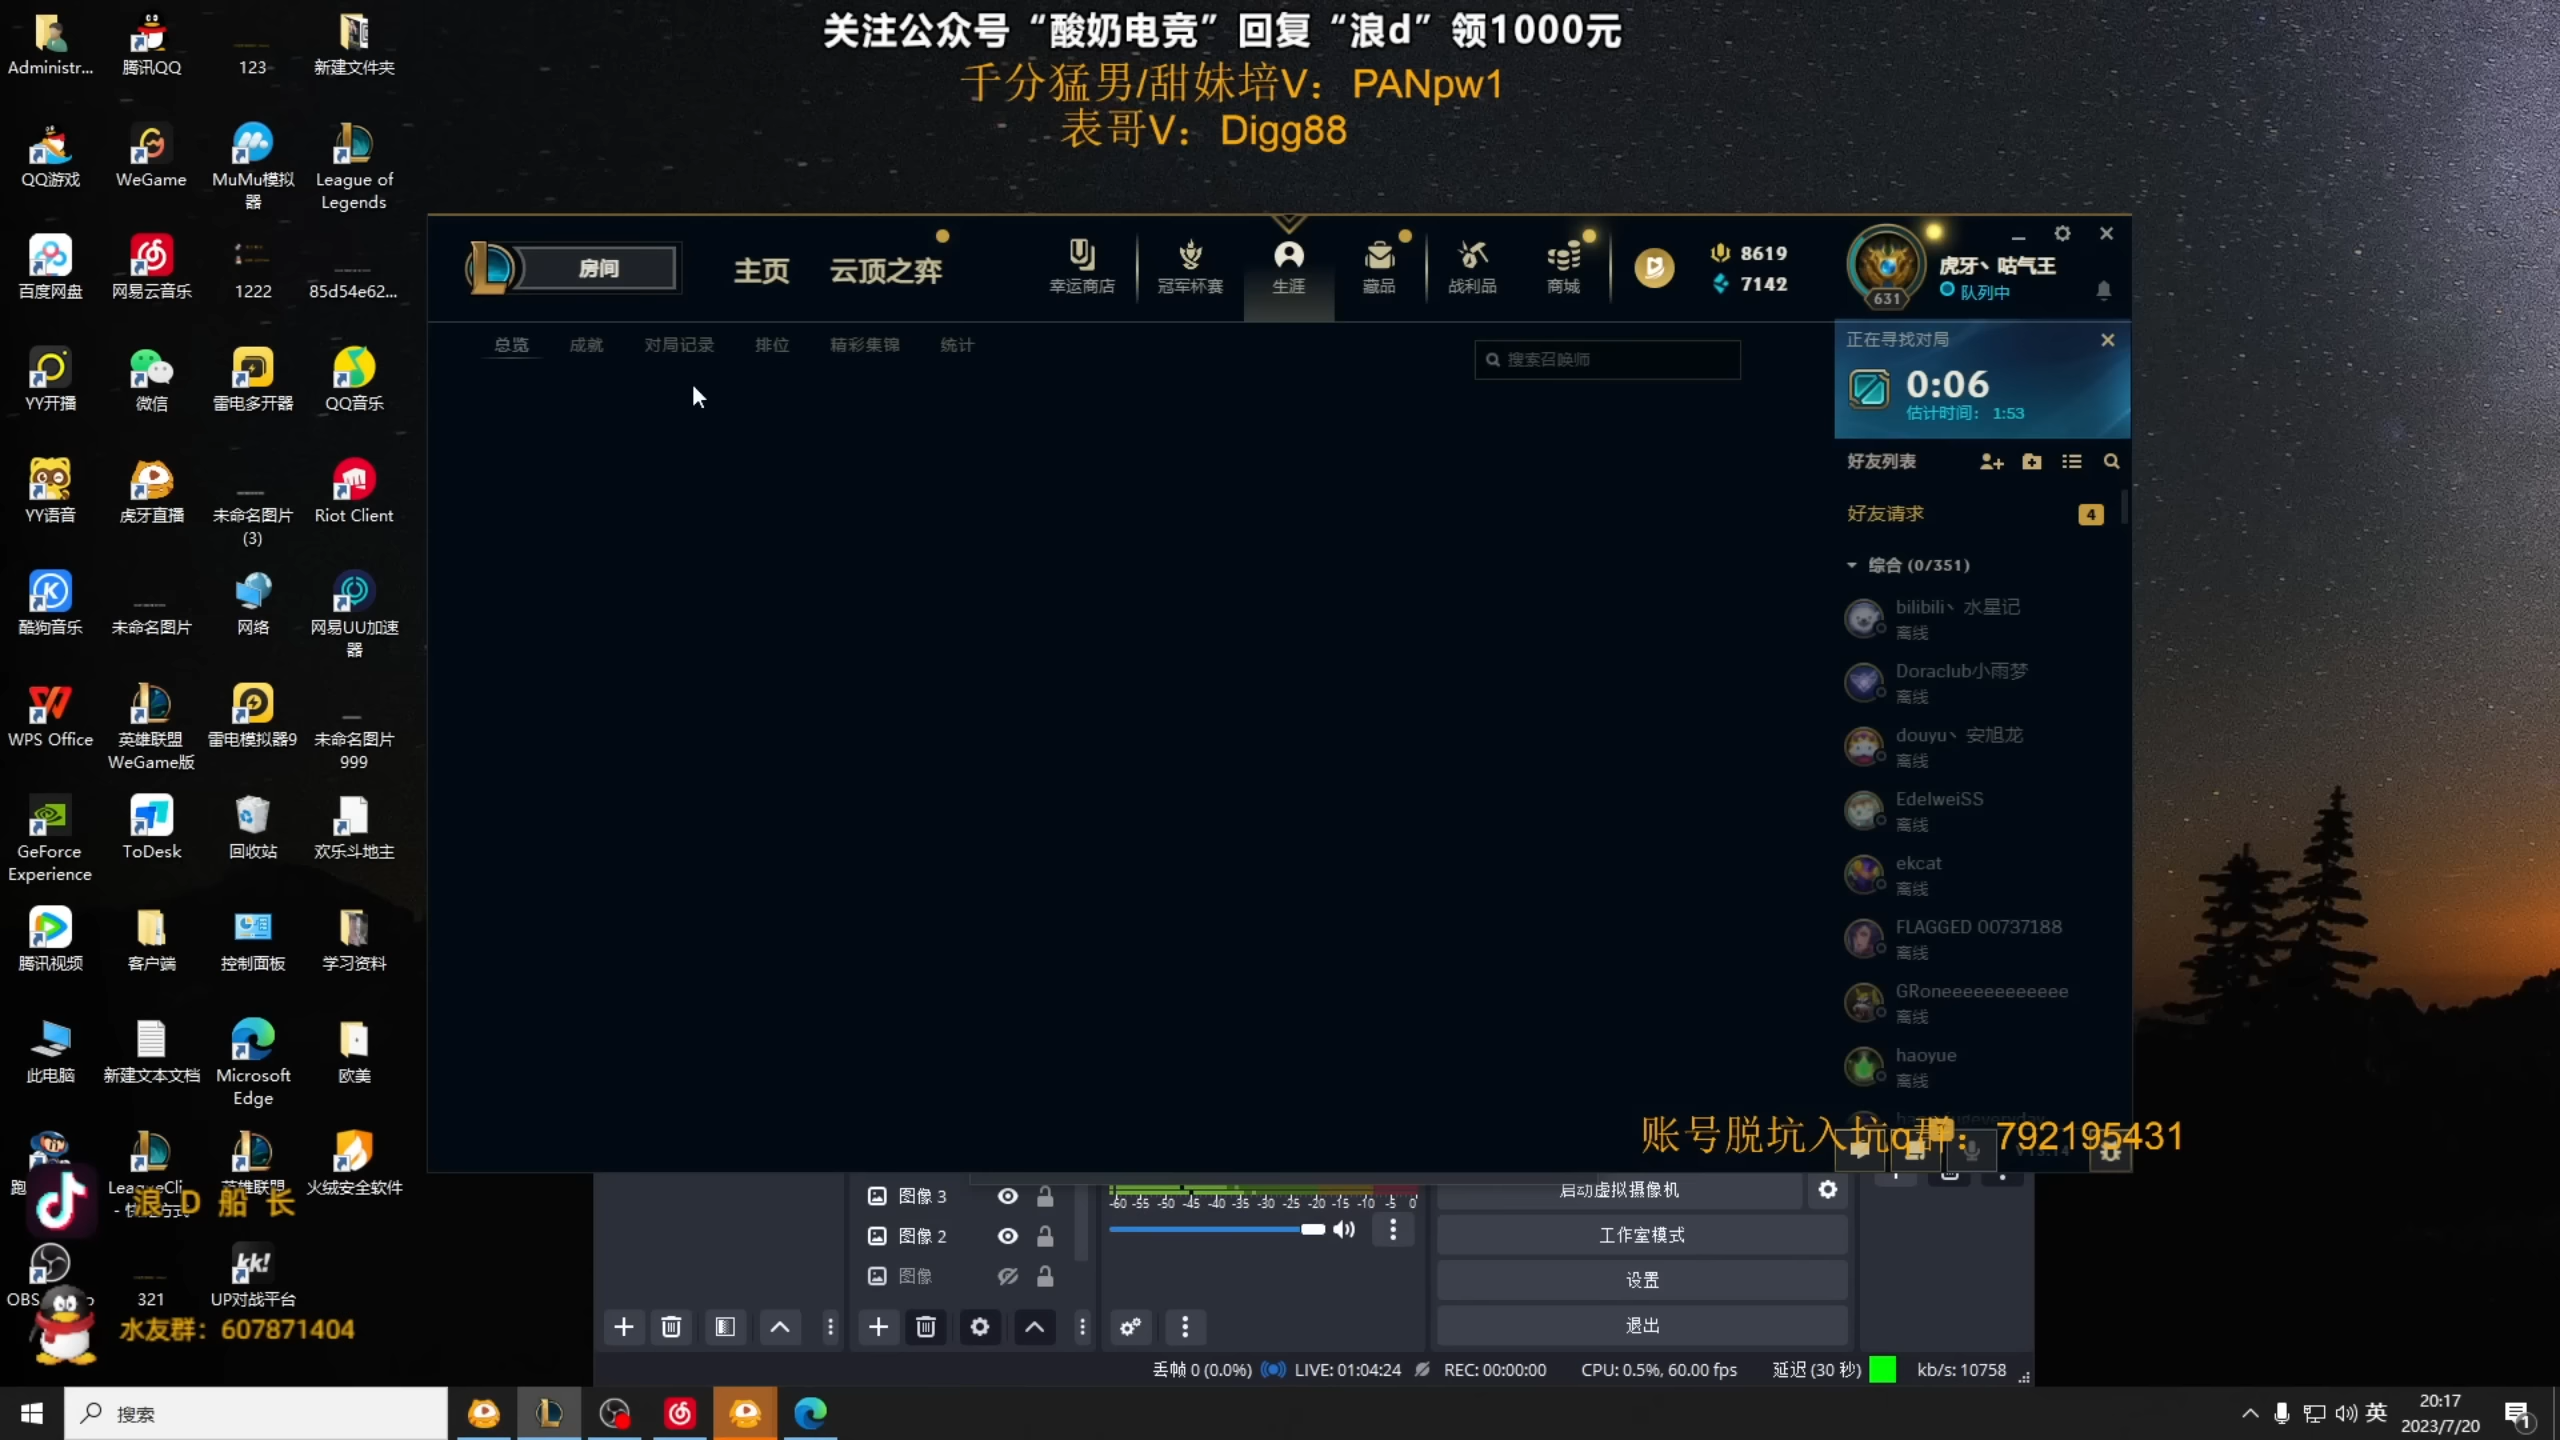 关注公众号“酸奶电竞”回复“浪d”领1000元
千分猛男/甜妹培V：PANpw1
表哥V：Digg88
Administr...
腾讯QQ
123
新建文件夹
QQ游戏
WeGame
MuMu模拟器
League of Legends
百度网盘
网易云音乐
1222
85d54e62...
YY开播
微信
雷电多开器
QQ音乐
YY语音
虎牙直播
未命名图片 (3)
Riot Client
酷狗音乐
未命名图片
网络
网易UU加速器
WPS Office
英雄联盟WeGame版
雷电模拟器9
未命名图片999
GeForce Experience
ToDesk
回收站
欢乐斗地主
腾讯视频
客户端
控制面板
学习资料
此电脑
新建文本文档
Microsoft Edge
欧美
跑
LeagueCli
英雄联盟
火绒安全软件
浪 D 船 长
OBS
321
UP对战平台
水友群：607871404
房间
主页
云顶之弈
幸运商店
冠军杯赛
生涯
藏品
战利品
商城
8619
7142
631
虎牙丶咕气王
队列中
总览
成就
对局记录
排位
精彩集锦
统计
搜索召唤师
正在寻找对局
0:06
估计时间： 1:53
好友列表
好友请求
4
综合 (0/351)
bilibili丶 水星记
离线
Doraclub小雨梦
离线
douyu丶 安旭龙
离线
EdelweiSS
离线
ekcat
离线
FLAGGED 00737188
离线
GRoneeeeeeeeeeee
离线
haoyue
离线
账号脱坑入坑q群：792195431
图像 3
图像 2
图像
-60 -55 -50 -45 -40 -35 -30 -25 -20 -15 -10 -5 0
启动虚拟摄像机
工作室模式
设置
退出
丢帧 0 (0.0%)
LIVE: 01:04:24
REC: 00:00:00
CPU: 0.5%, 60.00 fps
延迟 (30 秒)
kb/s: 10758
搜索
英
20:17
2023/7/20
1